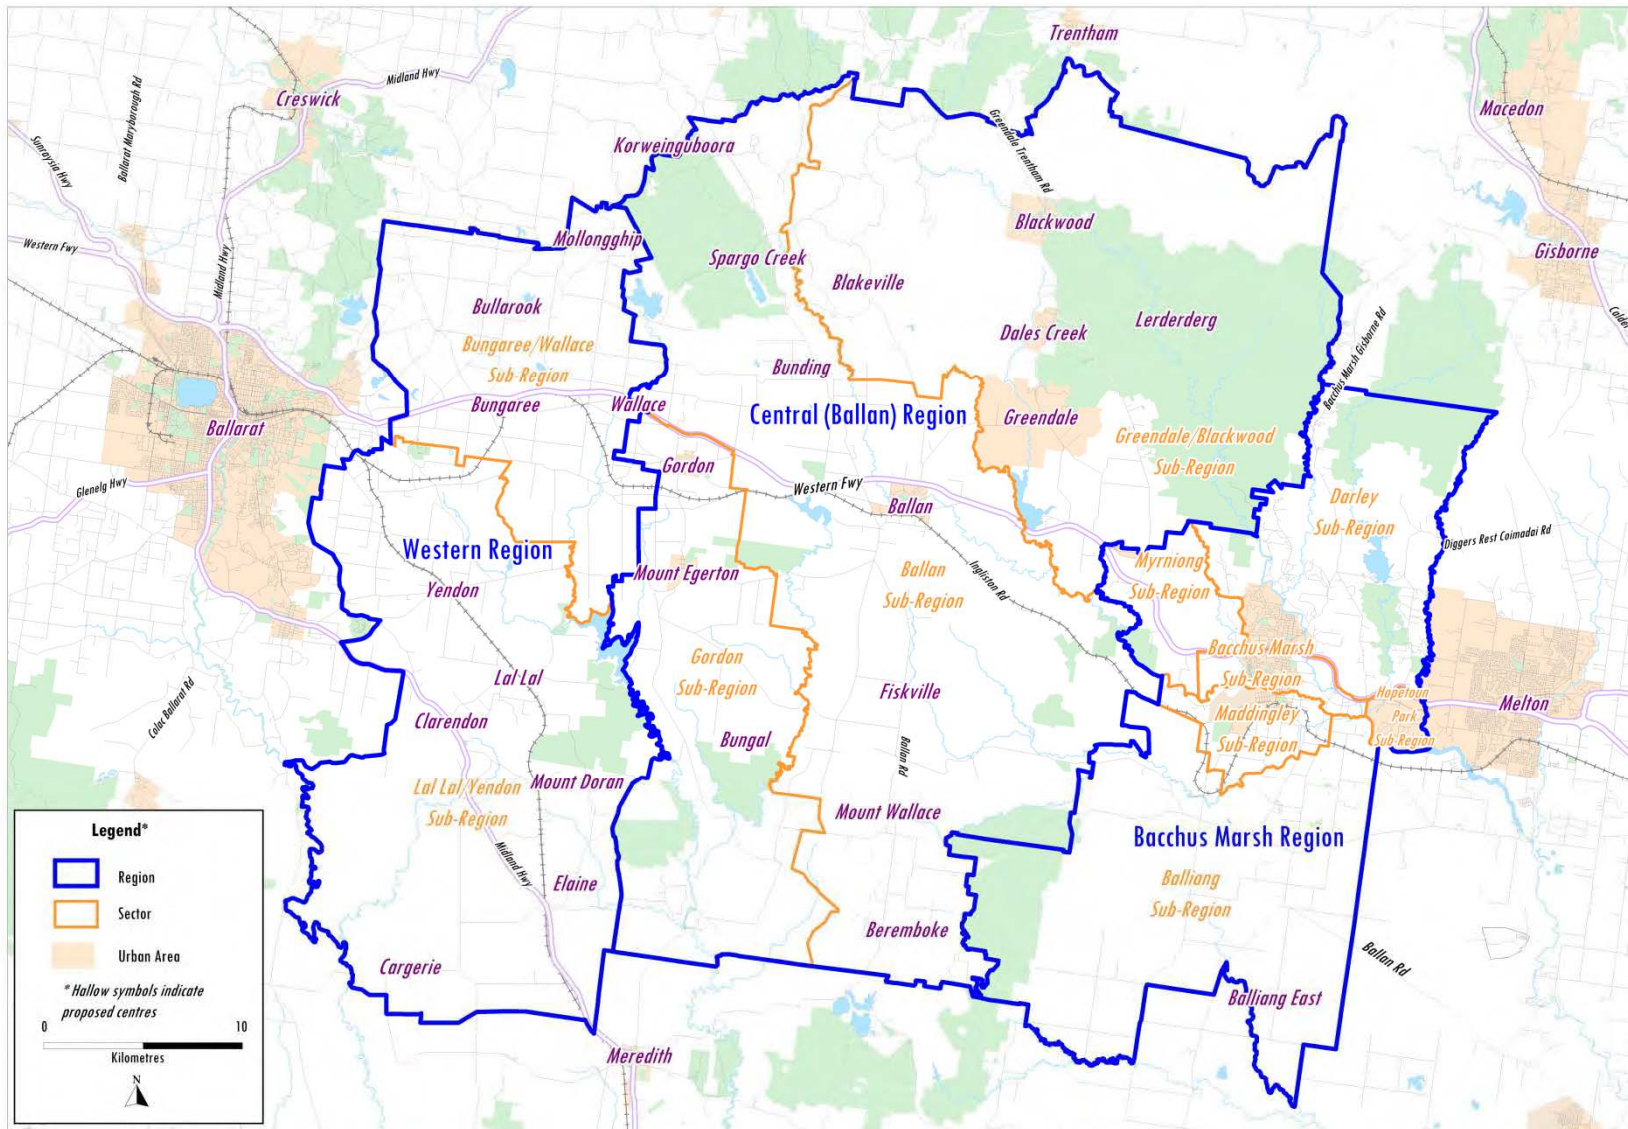 Trentham
Midland Hwy
Creswick
Macedon
Ballarat Maryborough Rd
Sunraysia Hwy
Greendale Trentham Rd
Korweinguboora
Blackwood
Mollongghip
Western Fwy
Midland Hwy
Spargo Creek
Gisborne
Blakeville
Bullarook
Lerderderg
Calder
Dales Creek
Bungaree/Wallace
Sub-Region
Bacchus Marsh Gisborne Rd
Bunding
Bungaree
Wallace
Central (Ballan) Region
Greendale
Ballarat
Greendale/Blackwood
Sub-Region
Gordon
Glenelg Hwy
Western Fwy
Ballan
Darley
Sub-Region
Diggers Rest Coimadai Rd
Western Region
Myrniong
Sub-Region
Mount Egerton
Ballan
Sub-Region
Ingliston Rd
Yendon
Bacchus Marsh
Sub-Region
Gordon
Sub-Region
Lal Lal
Fiskville
Hopetoun
Park
Sub-Region
Melton
Colac Ballarat Rd
Clarendon
Maddingley
Sub-Region
Bungal
Ballan Rd
Lal Lal/Yendon
Sub-Region
Mount Doran
Mount Wallace
Bacchus Marsh Region
Midland Hwy
Elaine
Balliang
Sub-Region
Beremboke
Ballan Rd
Cargerie
Balliang East
Meredith
Legend*
Region
Sector
Urban Area
* Hallow symbols indicate
proposed centres
0 10
Kilometres
N